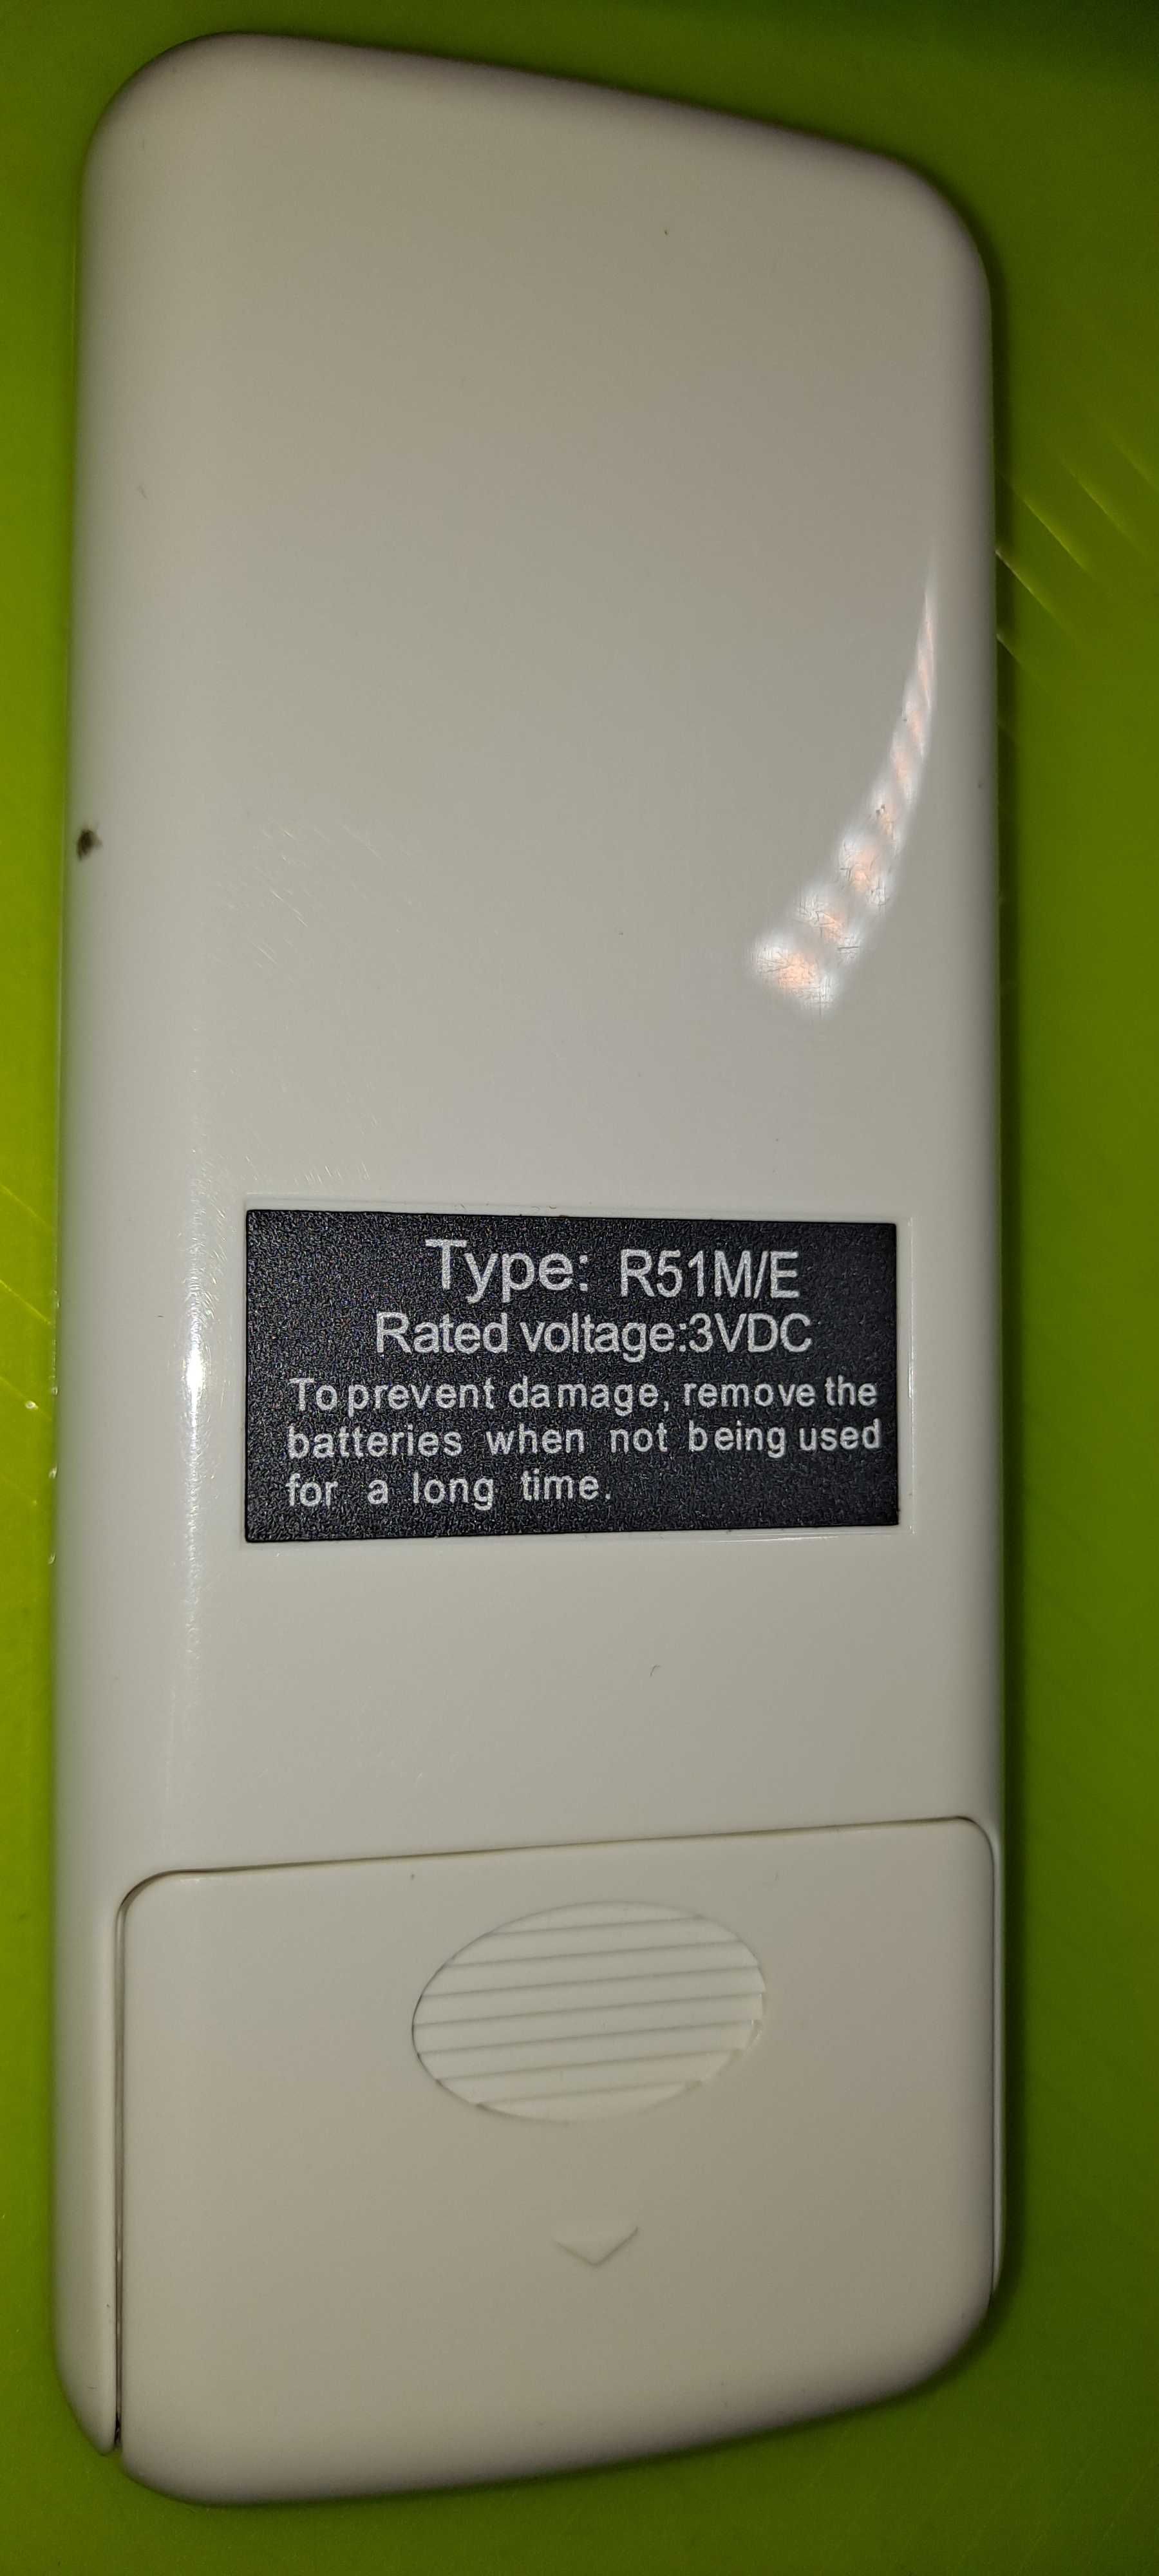 Type: R51M/E
Rated voltage:3VDC
To prevent damage, remove the
batteries when not being used
for a long time.